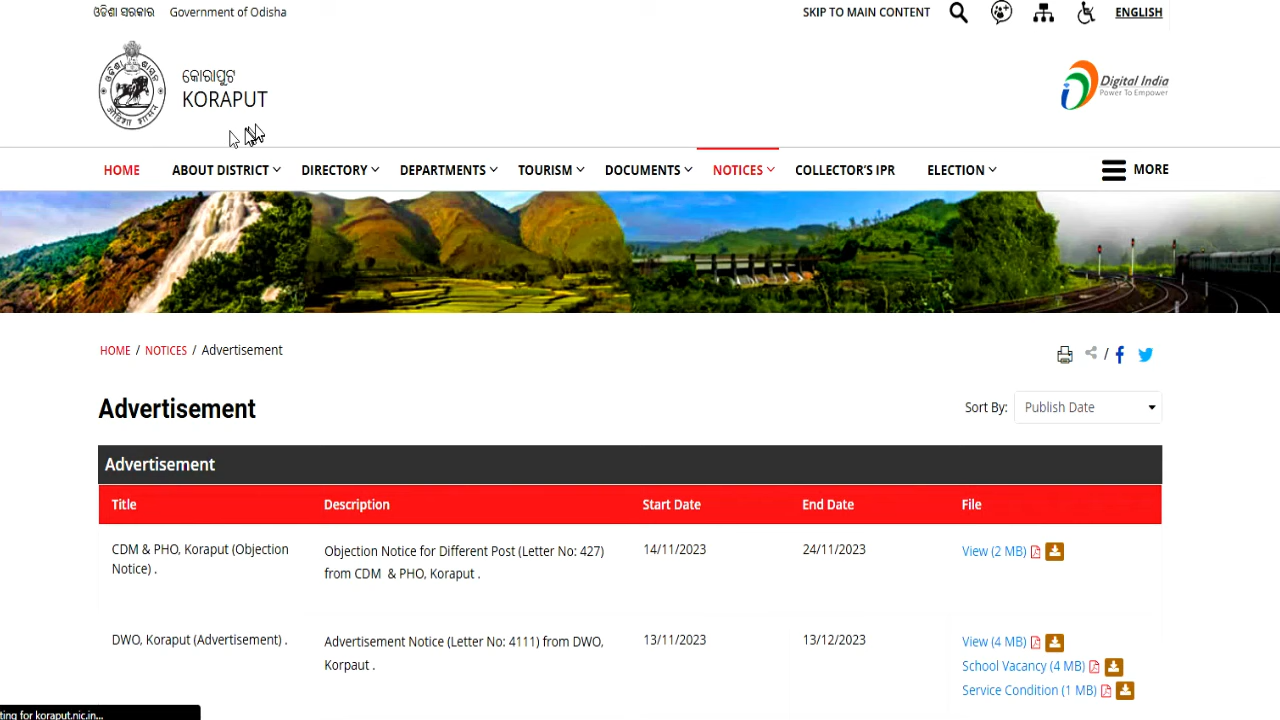 ଓଡିଶା ସରକାର Government of Odisha SKIP TO MAIN CONTENT ENGLISH
କୋରାପୁଟ
KORAPUT
Digital India
Power To Empower
HOME ABOUT DISTRICT DIRECTORY DEPARTMENTS TOURISM DOCUMENTS NOTICES COLLECTOR'S IPR ELECTION MORE
HOME / NOTICES / Advertisement
Advertisement
Sort By: Publish Date
Advertisement
Title Description Start Date End Date File
CDM & PHO, Koraput (Objection Notice) .
Objection Notice for Different Post (Letter No: 427) from CDM & PHO, Koraput .
14/11/2023 24/11/2023 View (2 MB)
DWO, Koraput (Advertisement) .
Advertisement Notice (Letter No: 4111) from DWO, Korpaut .
13/11/2023 13/12/2023 View (4 MB)
School Vacancy (4 MB)
Service Condition (1 MB)
ting for koraput.nic.in...